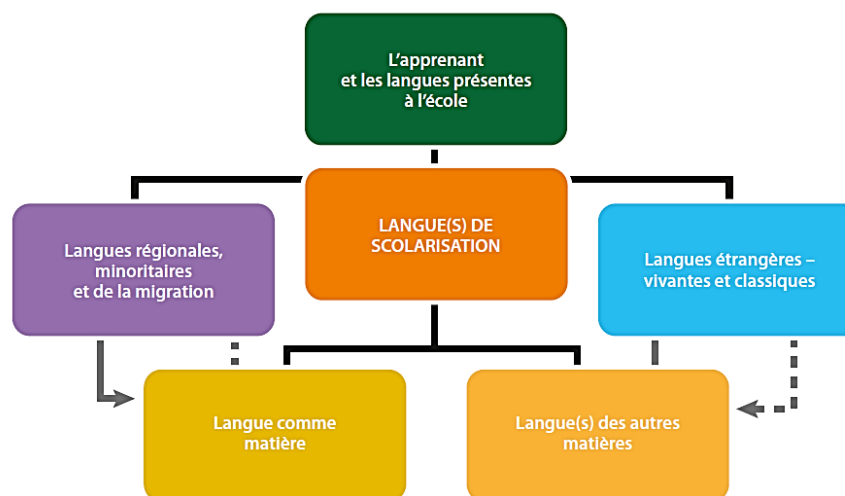 L’apprenant
et les langues présentes
à l’école
LANGUE(S) DE
SCOLARISATION
Langues régionales,
minoritaires
et de la migration
Langues étrangères –
vivantes et classiques
Langue comme
matière
Langue(s) des autres
matières